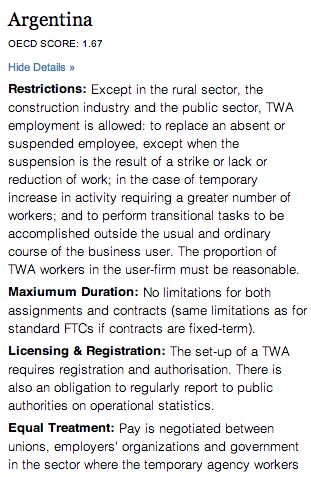 Argentina
OECD SCORE: 1.67
Hide Details »
Restrictions: Except in the rural sector, the
construction industry and the public sector, TWA
employment is allowed: to replace an absent or
suspended employee, except when the
suspension is the result of a strike or lack or
reduction of work; in the case of temporary
increase in activity requiring a greater number of
workers; and to perform transitional tasks to be
accomplished outside the usual and ordinary
course of the business user. The proportion of
TWA workers in the user-firm must be reasonable.
Maxiumum Duration: No limitations for both
assignments and contracts (same limitations as for
standard FTCs if contracts are fixed-term).
Licensing & Registration: The set-up of a TWA
requires registration and authorisation. There is
also an obligation to regularly report to public
authorities on operational statistics.
Equal Treatment: Pay is negotiated between
unions, employers' organizations and government
in the sector where the temporary agency workers